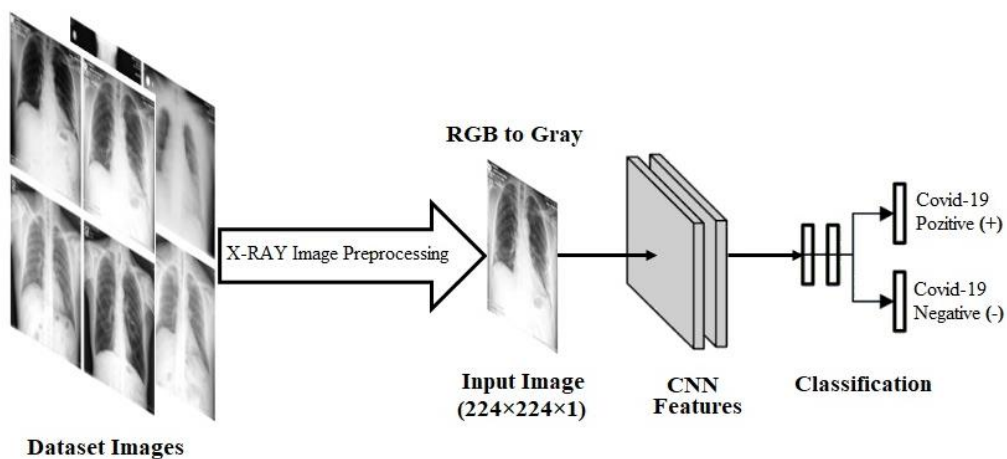 RGB to Gray
X-RAY Image Preprocessing
Covid-19
Pozitive (+)
Covid-19
Negative (-)
Input Image
(224×224×1)
CNN
Features
Classification
Dataset Images